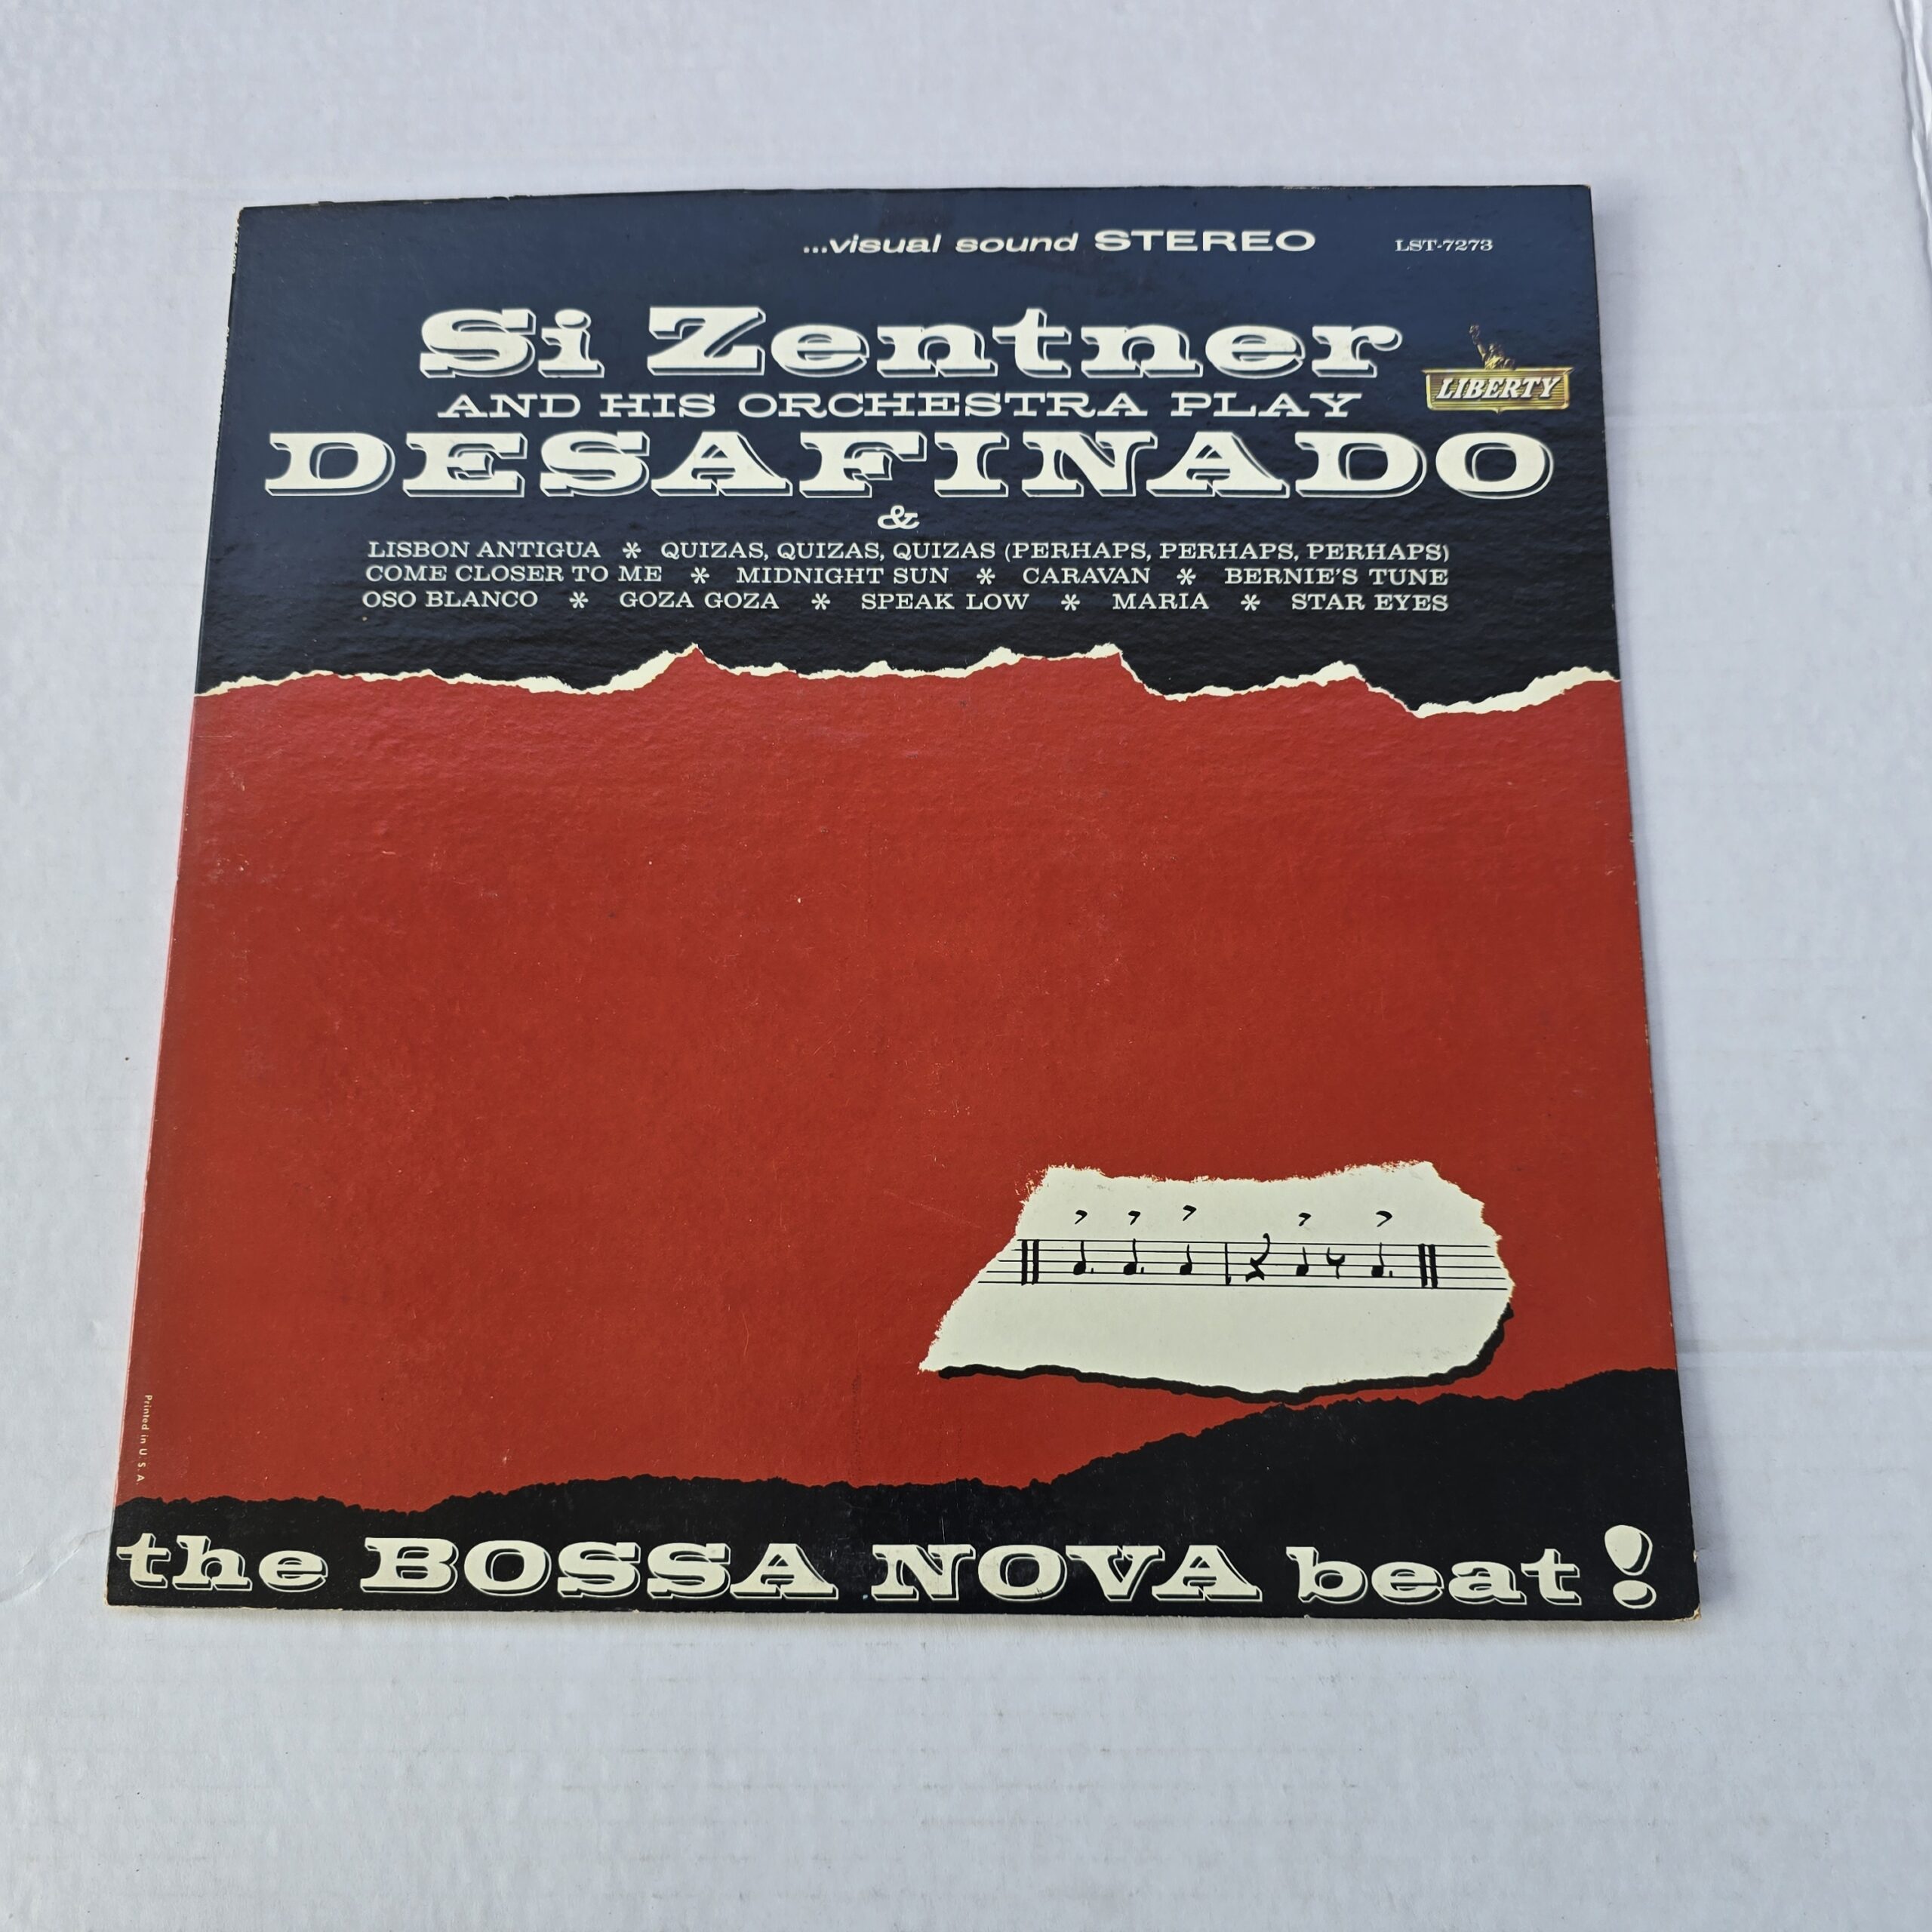 ...visual sound STEREO
LST-7273
Si Zentner
LIBERTY
AND HIS ORCHESTRA PLAY
DESAFINADO
&
LISBON ANTIGUA * QUIZAS, QUIZAS, QUIZAS (PERHAPS, PERHAPS, PERHAPS)
COME CLOSER TO ME * MIDNIGHT SUN * CARAVAN * BERNIE'S TUNE
OSO BLANCO * GOZA GOZA * SPEAK LOW * MARIA * STAR EYES
Printed in U. S. A
the BOSSA NOVA beat!